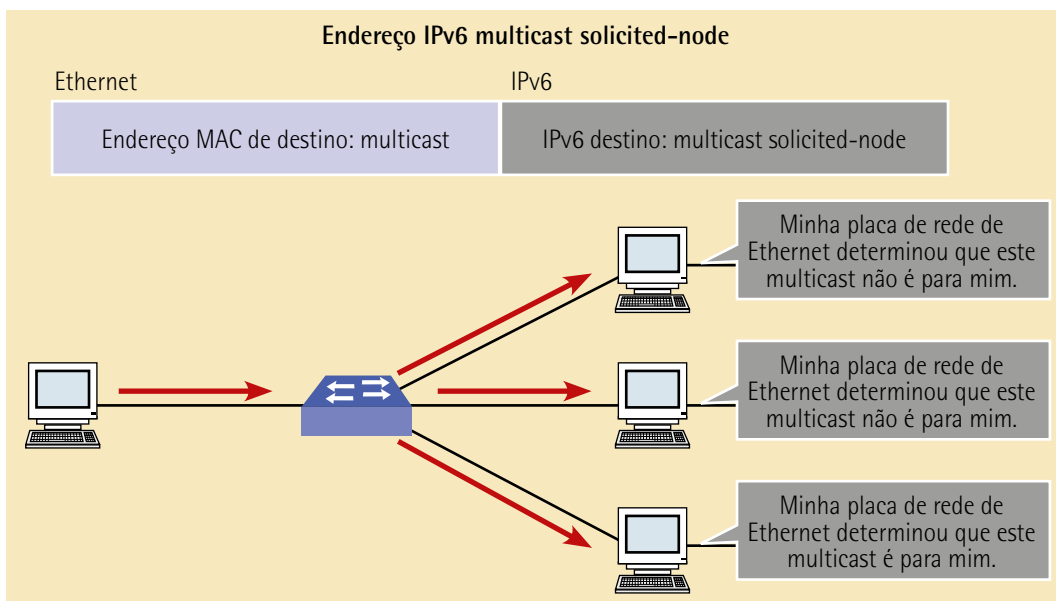 Endereço IPv6 multicast solicited-node
Ethernet
IPv6
Endereço MAC de destino: multicast
IPv6 destino: multicast solicited-node
Minha placa de rede de
Ethernet determinou que este
multicast não é para mim.
Minha placa de rede de
Ethernet determinou que este
multicast não é para mim.
Minha placa de rede de
Ethernet determinou que este
multicast é para mim.